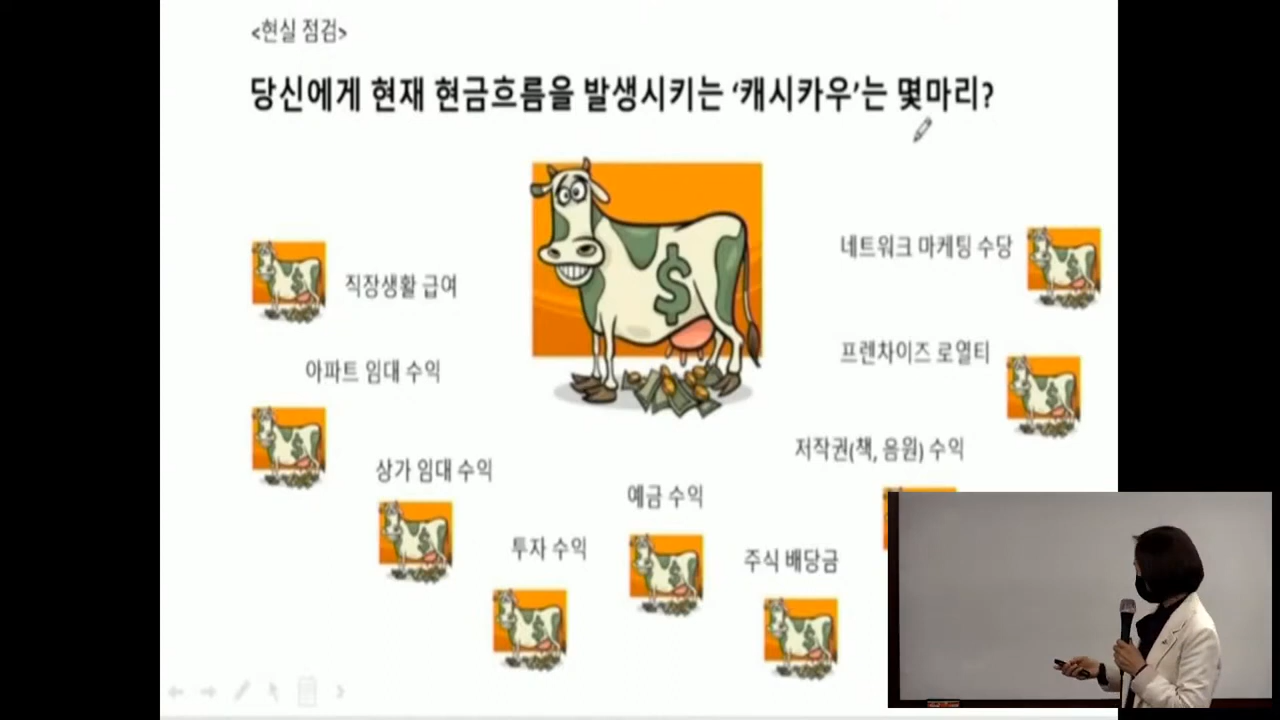 <현실 점검>
당신에게 현재 현금흐름을 발생시키는 ‘캐시카우’는 몇마리?
네트워크 마케팅 수당
직장생활 급여
프렌차이즈 로열티
아파트 임대 수익
저작권(책, 음원) 수익
상가 임대 수익
예금 수익
투자 수익
주식 배당금
$